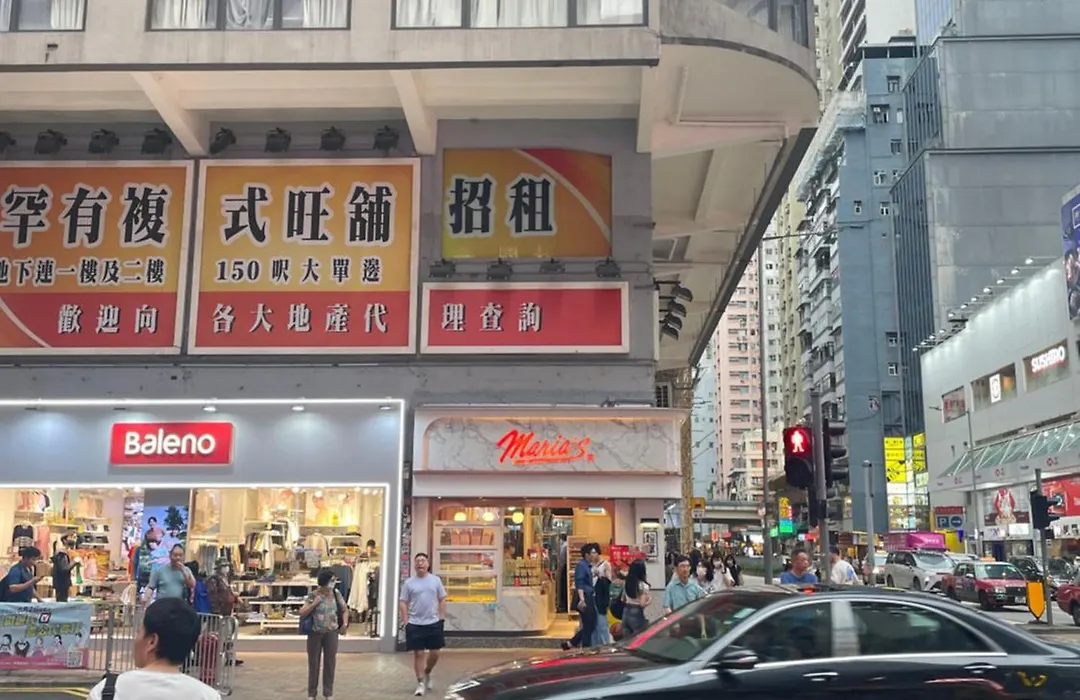 罕有複
地下連一樓及二樓
歡迎向
式旺舖
150呎大單邊
各大地產代
招租
理查詢
Baleno
Maria's
SUSHIRO
P